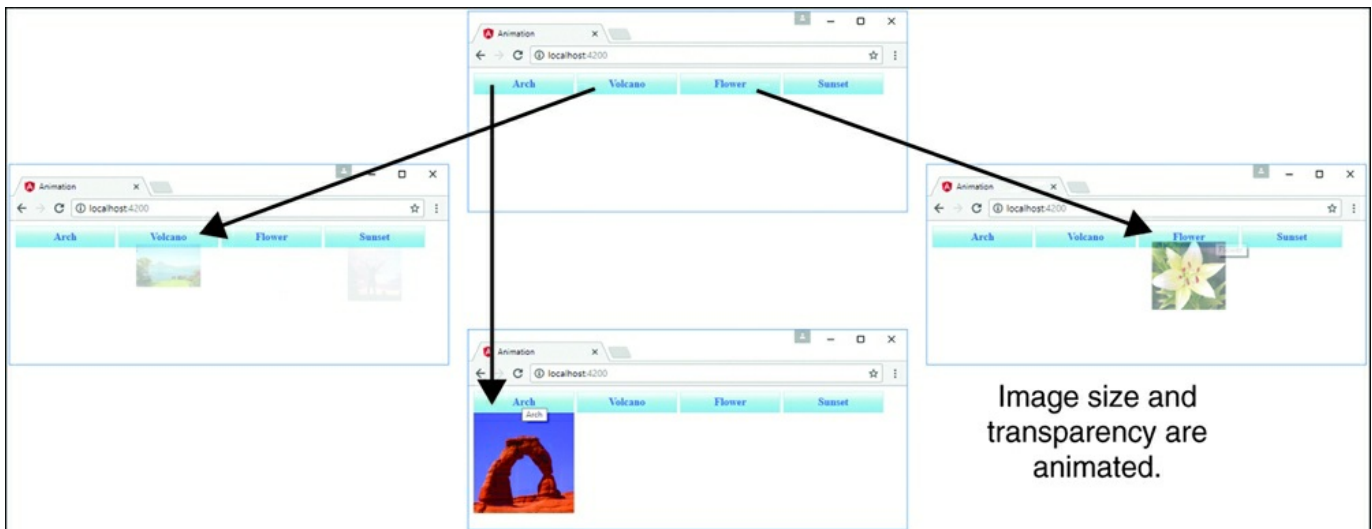 Animation
localhost:4200
Arch Volcano Flower Sunset
Animation
localhost:4200
Arch Volcano Flower Sunset
Animation
localhost:4200
Arch Volcano Flower Sunset
Animation
localhost:4200
Arch Volcano Flower Sunset
Arch
Image size and
transparency are
animated.